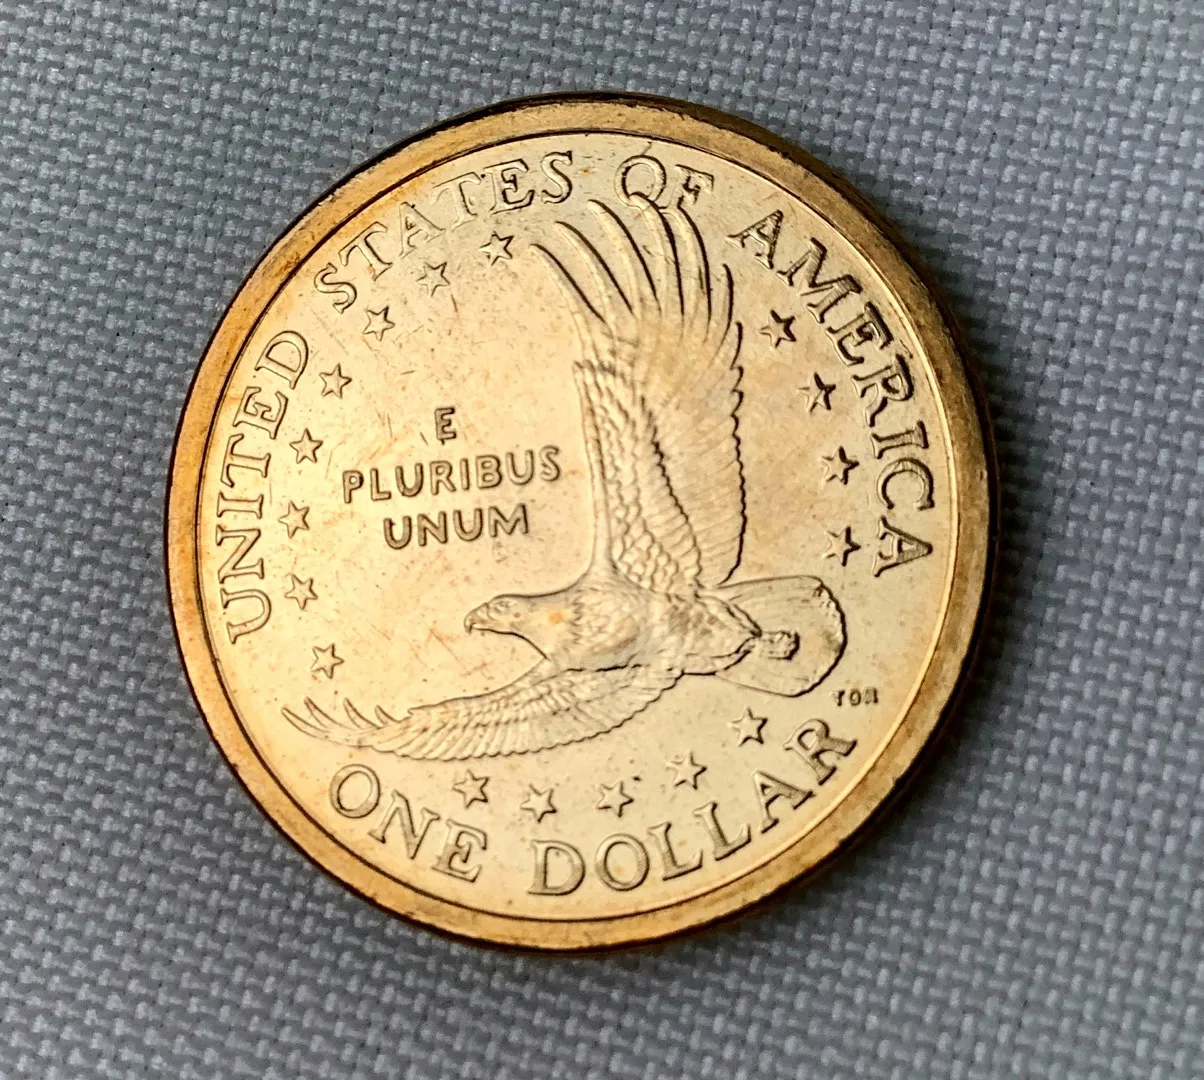 UNITED STATES OF AMERICA
E
PLURIBUS
UNUM
TDR
ONE DOLLAR